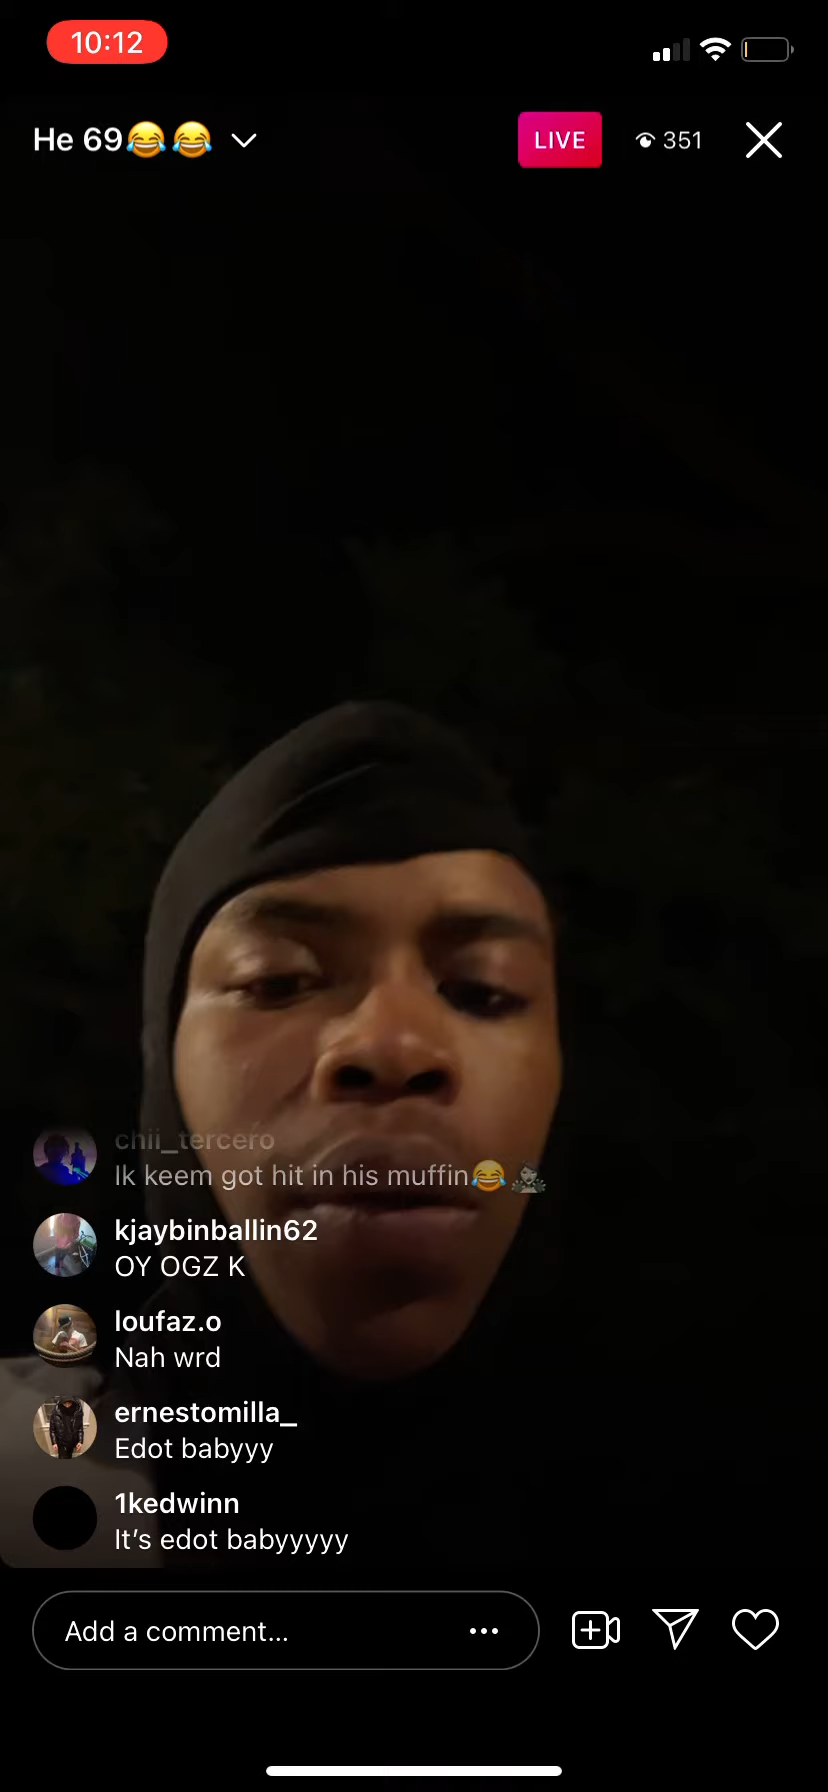 10:12
He 69😂😂
LIVE
351
chii_tercero
Ik keem got hit in his muffin😂🧛🏻‍♀️
kjaybinballin62
OY OGZ K
loufaz.o
Nah wrd
ernestomilla_
Edot babyyy
1kedwinn
It’s edot babyyyyy
Add a comment...